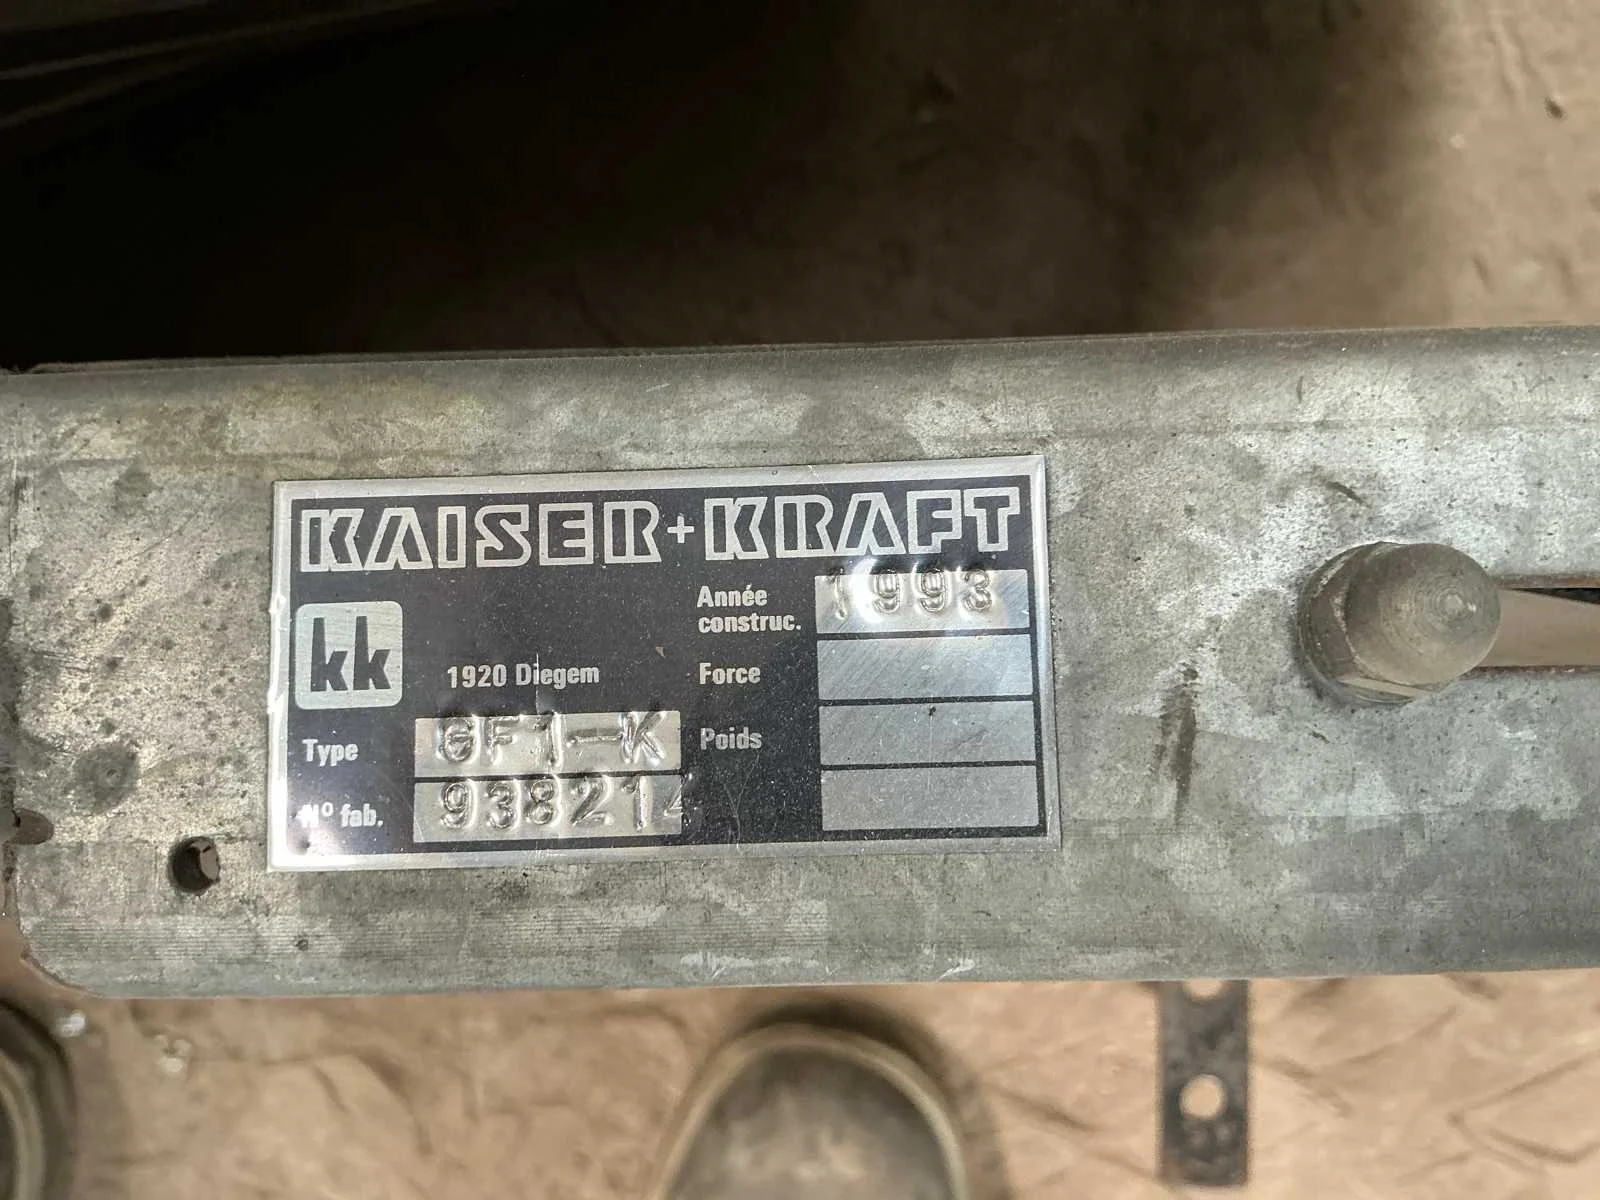 KAISER+KRAFT
kk
1920 Diegem
Année construc. 1993
Force
Type GF1-K
Poids
N° fab. 938214